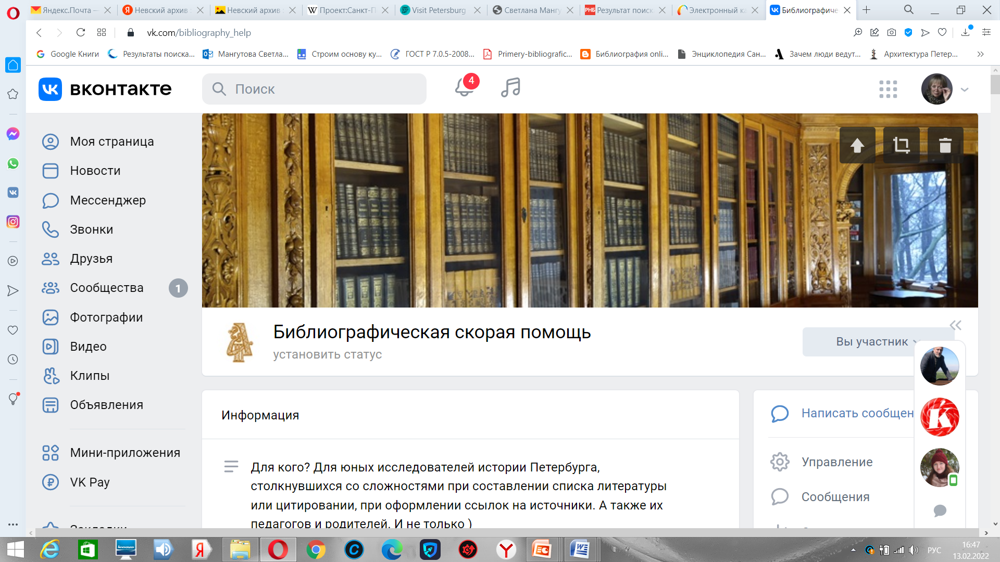 Яндекс.Почта —
Невский архив :
Невский архив :
Проект:Санкт-П
Visit Petersburg
Светлана Мангу
РНБ
Результат поиск
Электронный ка
Библиографиче
vk.com/bibliography_help
Google Книги
Результаты поиска...
Мангутова Светла...
Строим основу ку...
ГОСТ Р 7.0.5-2008...
Primery-bibliografic...
Библиография onli...
Энциклопедия Сан...
Зачем люди ведут...
Архитектура Петер...
вконтакте
Поиск
4
Моя страница
Новости
Мессенджер
Звонки
Друзья
Сообщества
1
Фотографии
Видео
Клипы
Объявления
Мини-приложения
VK Pay
Закладки
Библиографическая скорая помощь
установить статус
Вы участник
Информация
Для кого? Для юных исследователей истории Петербурга,
столкнувшихся со сложностями при составлении списка литературы
или цитировании, при оформлении ссылок на источники. А также их
педагогов и родителей. И не только )
Написать сообщен
Управление
Сообщения
РУС
16:47
13.02.2022